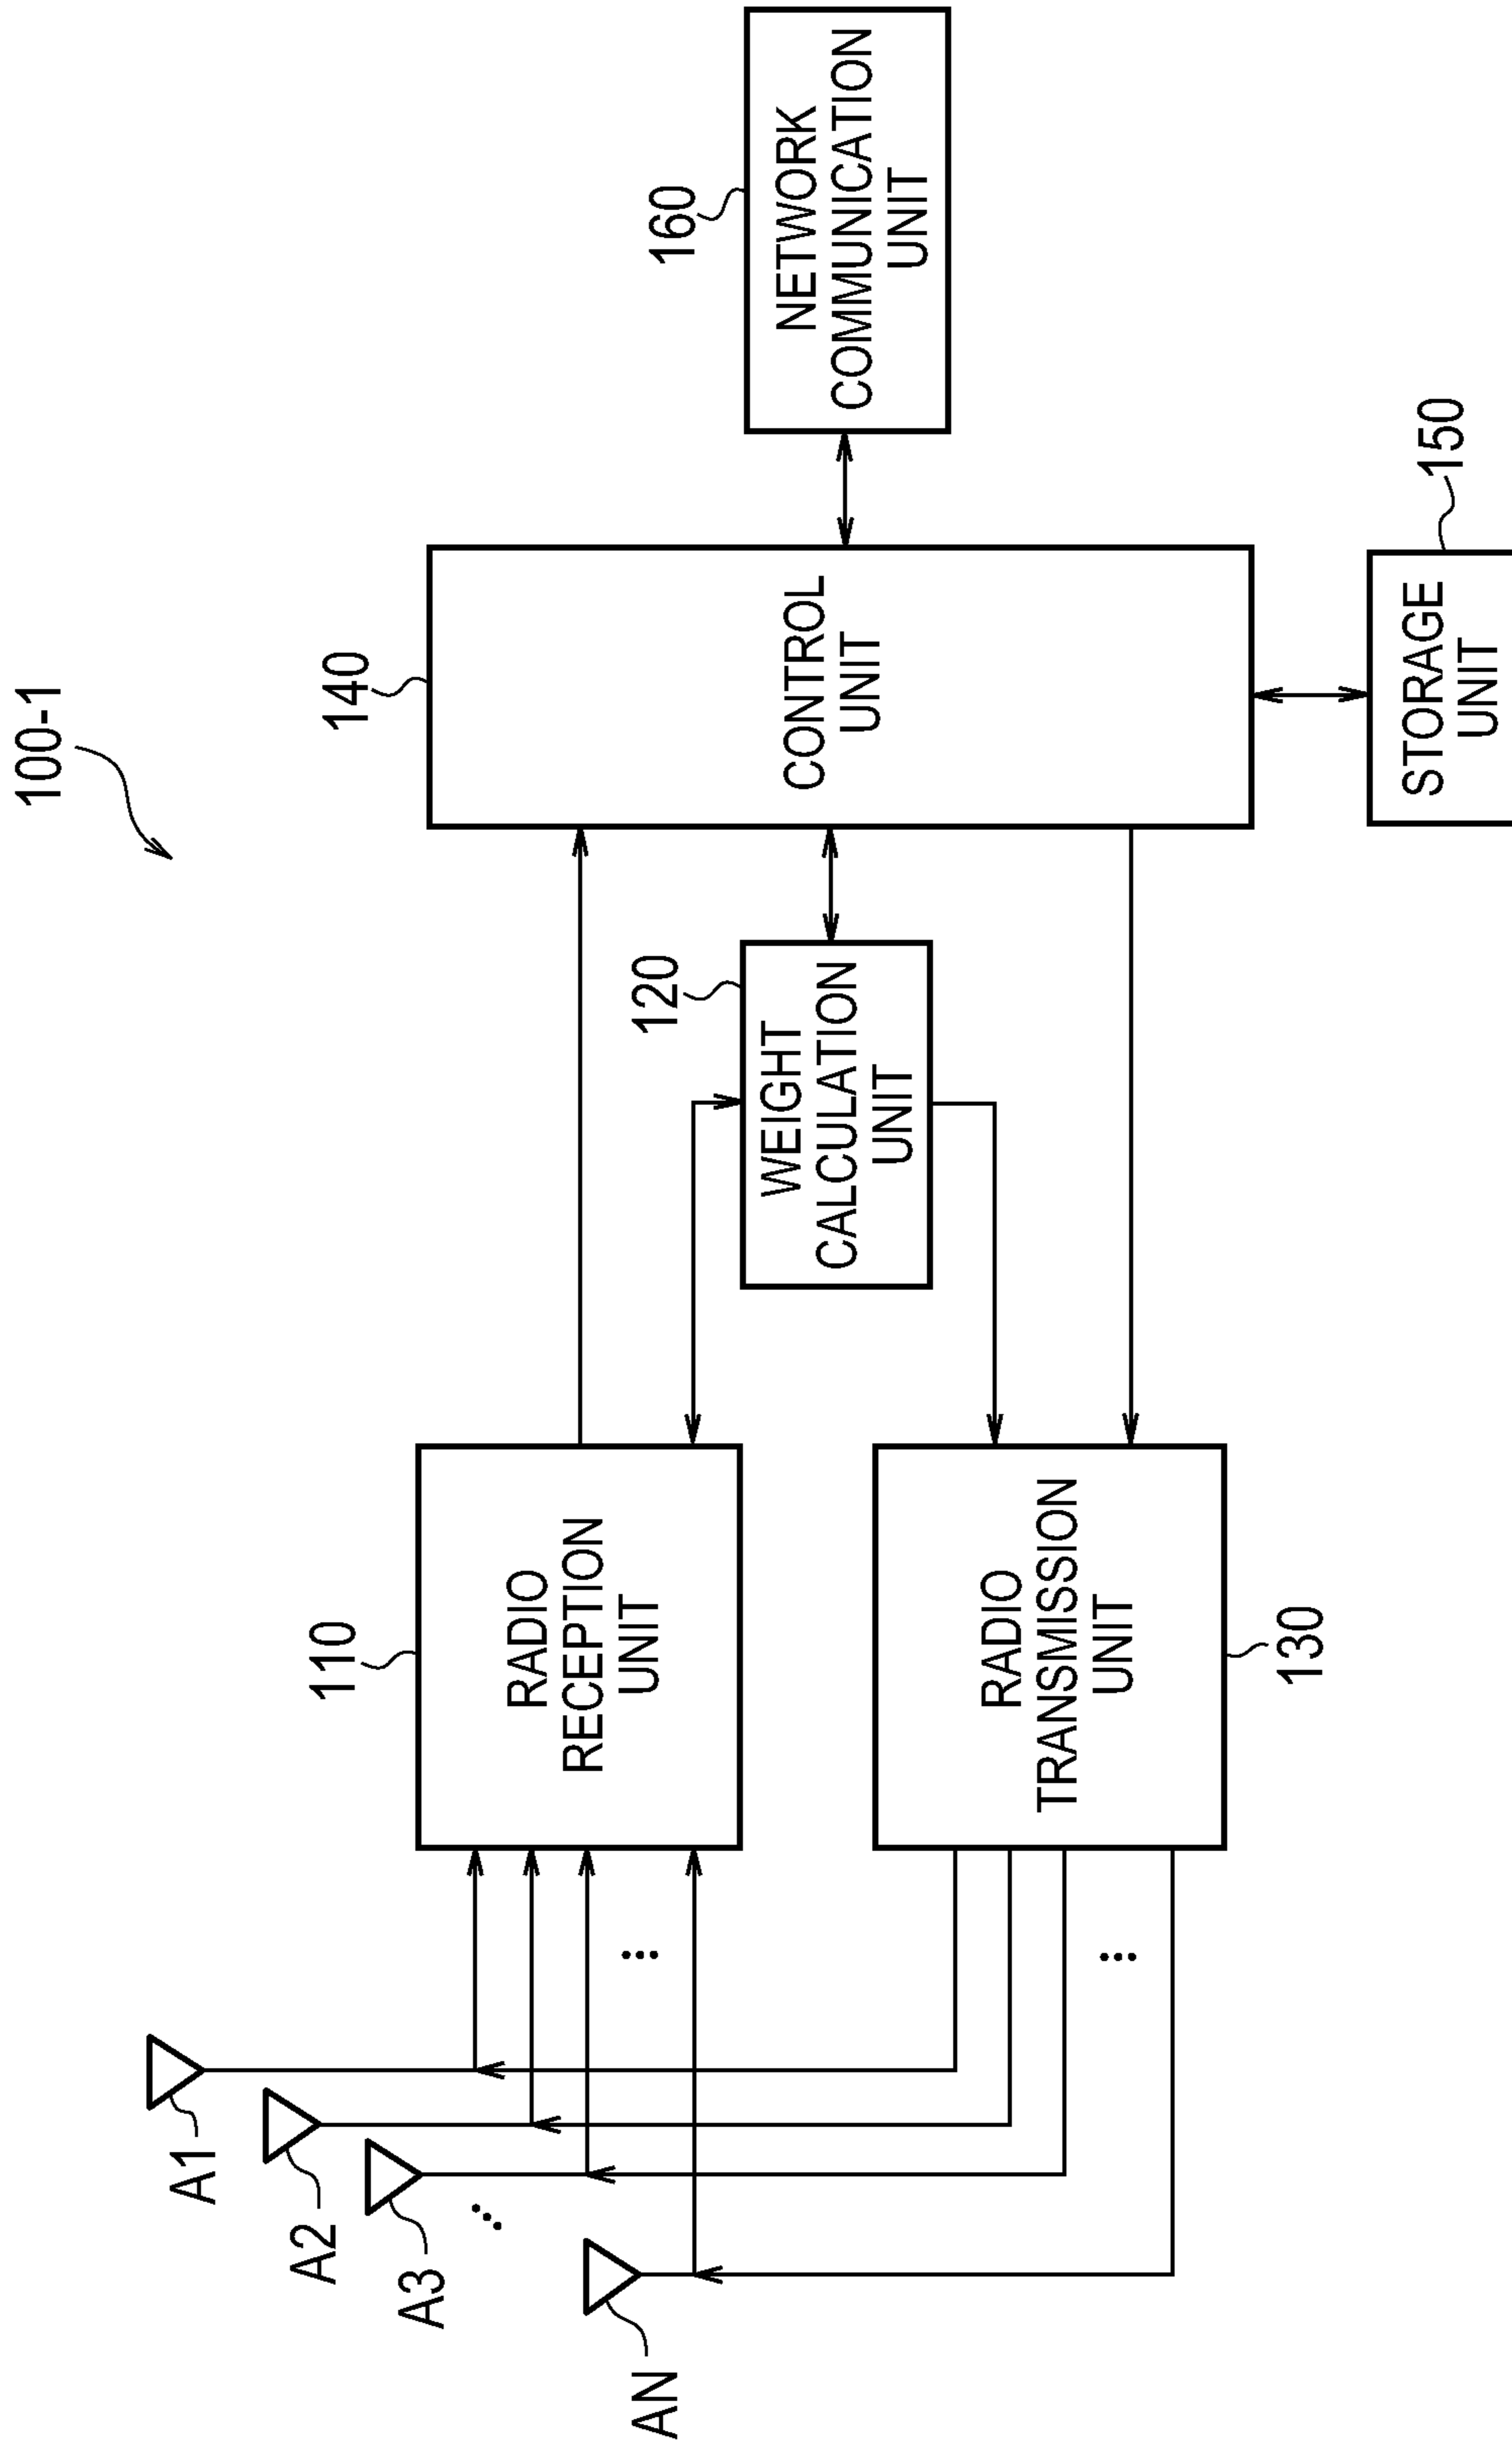 100-1
A1
A2
A3
...
AN
110
RADIO
RECEPTION
UNIT
...
120
WEIGHT
CALCULATION
UNIT
140
CONTROL
UNIT
160
NETWORK
COMMUNICATION
UNIT
RADIO
TRANSMISSION
UNIT
130
...
STORAGE
UNIT
150